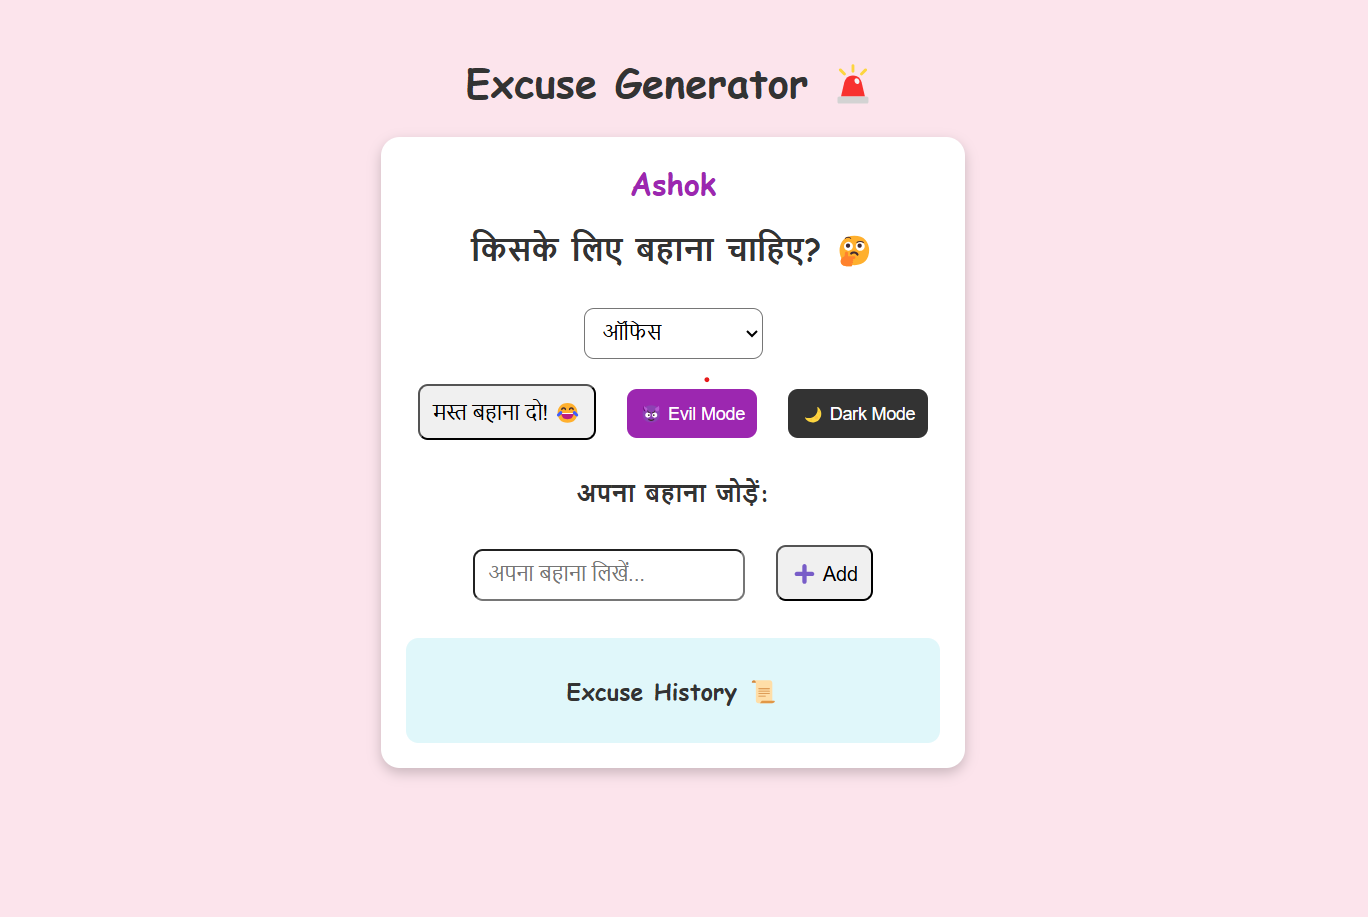 Excuse Generator 🚨
Ashok
किसके लिए बहाना चाहिए? 🤔
ऑफिस
मस्त बहाना दो! 😂 😈 Evil Mode 🌙 Dark Mode
अपना बहाना जोड़ें:
अपना बहाना लिखें... ➕ Add
Excuse History 📜